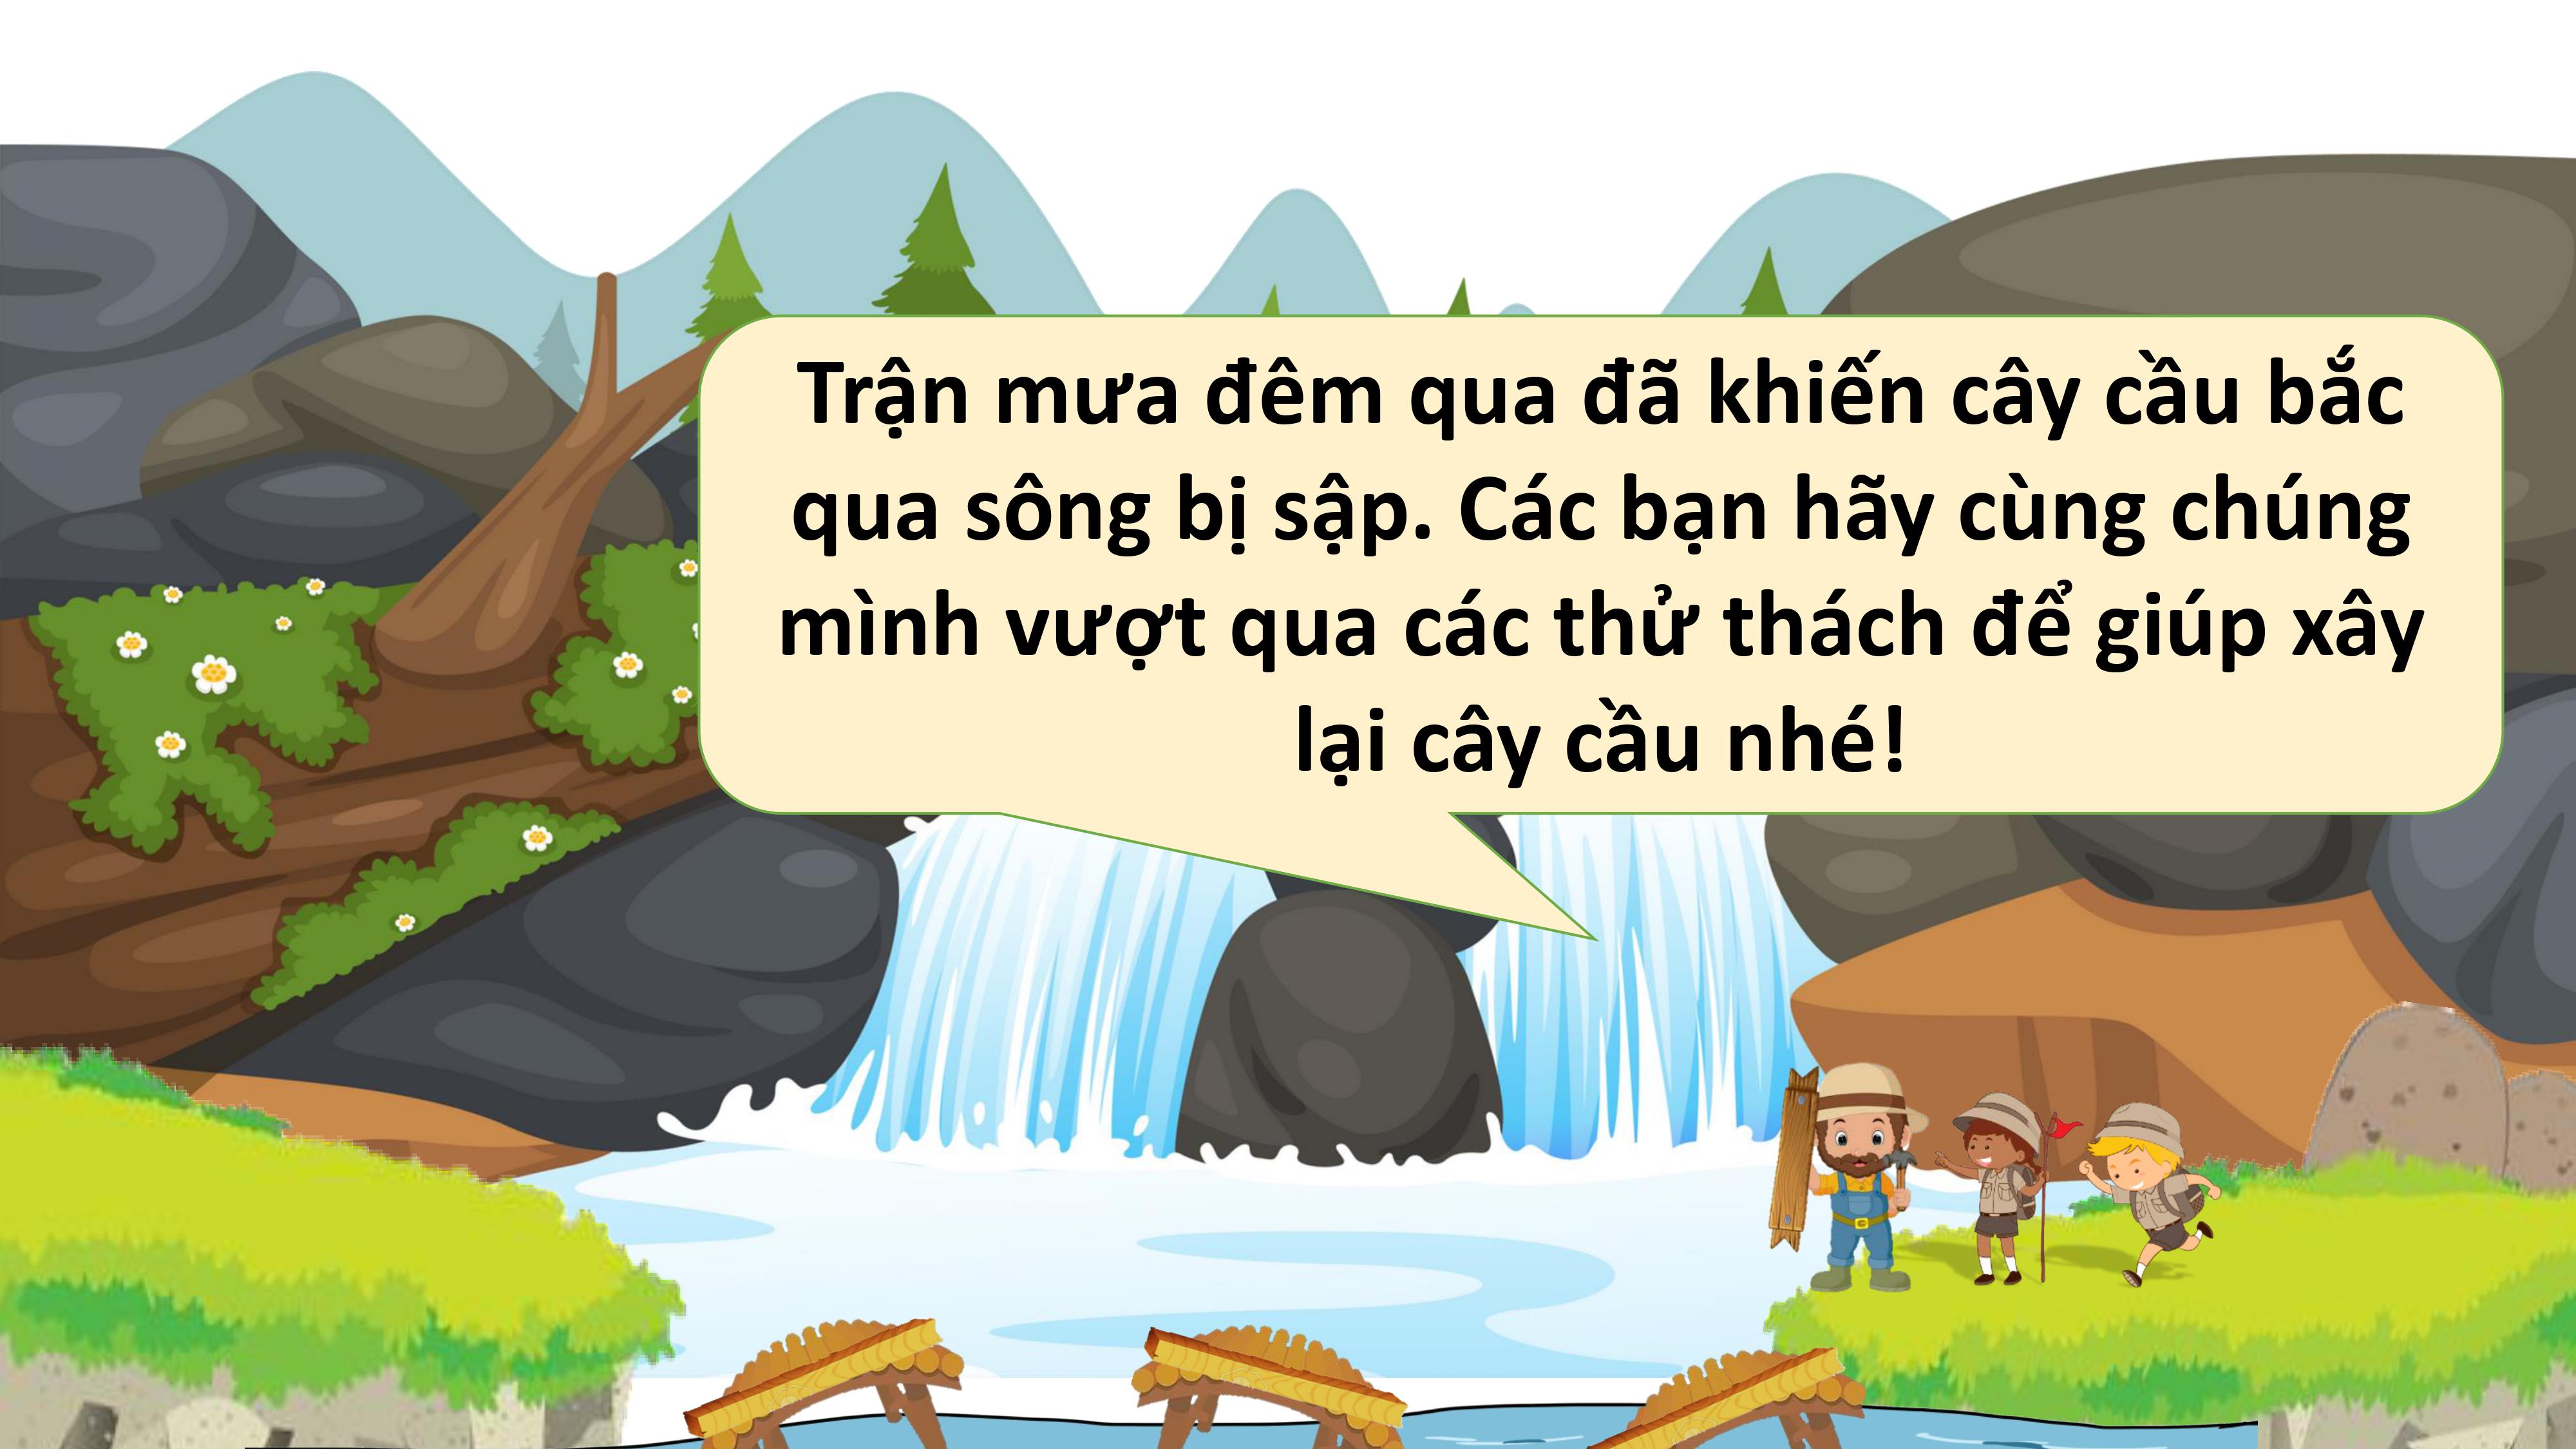 Trận mưa đêm qua đã khiến cây cầu bắc
qua sông bị sập. Các bạn hãy cùng chúng
mình vượt qua các thử thách để giúp xây
lại cây cầu nhé!